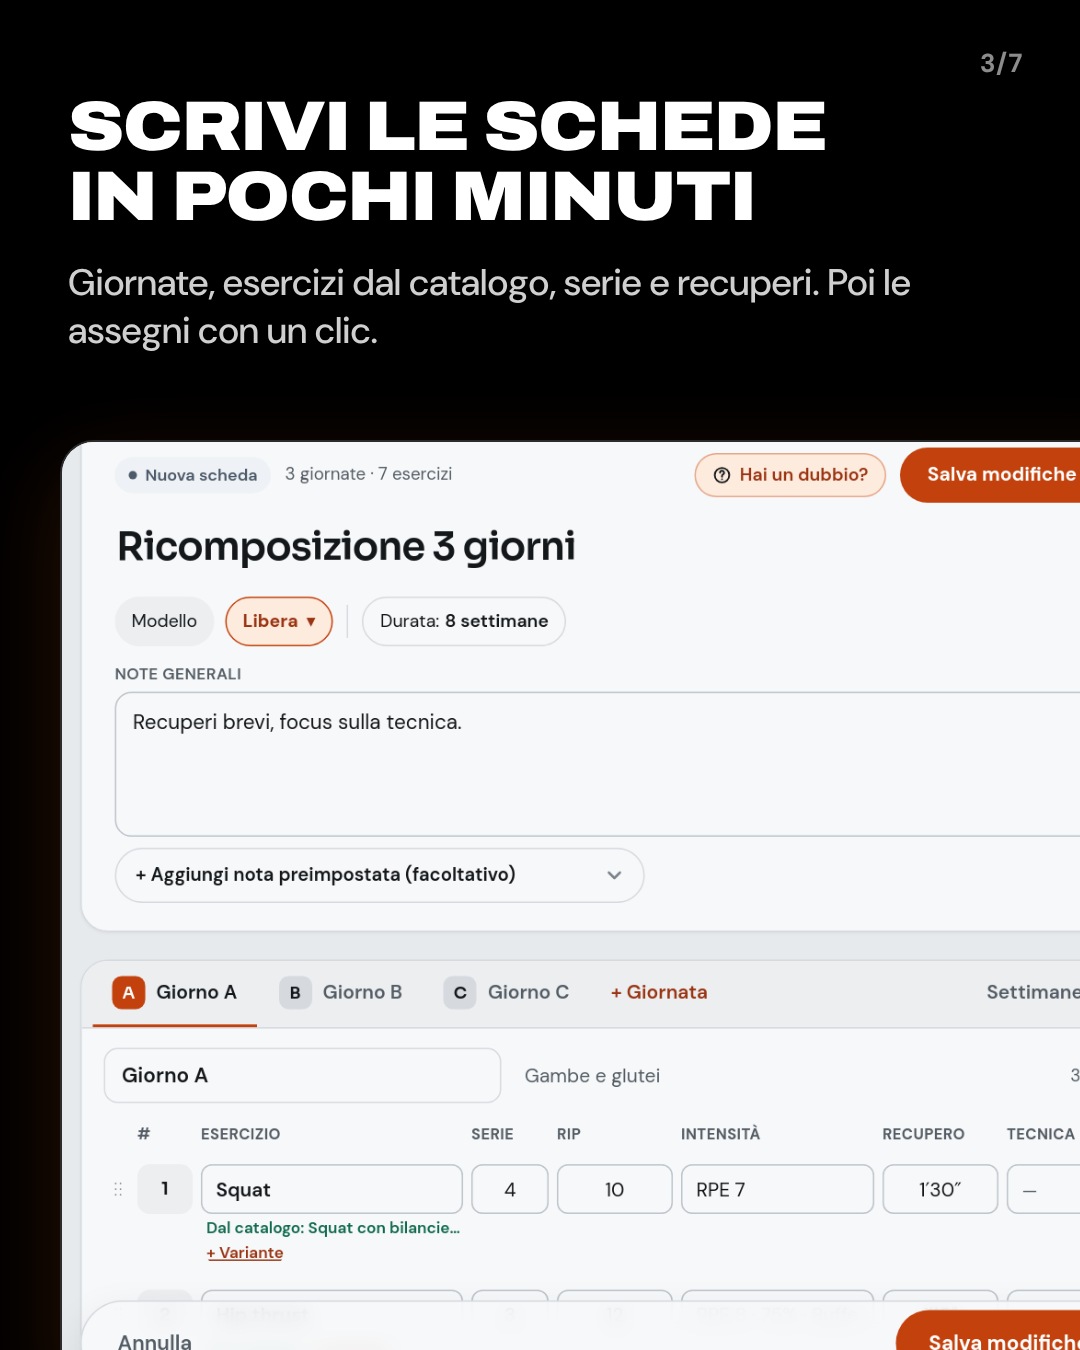 3/7
SCRIVI LE SCHEDE
IN POCHI MINUTI
Giornate, esercizi dal catalogo, serie e recuperi. Poi le
assegni con un clic.
Nuova scheda 3 giornate · 7 esercizi Hai un dubbio? Salva modifiche
Ricomposizione 3 giorni
Modello Libera ▾ Durata: 8 settimane
NOTE GENERALI
Recuperi brevi, focus sulla tecnica.
+ Aggiungi nota preimpostata (facoltativo)
A Giorno A B Giorno B C Giorno C + Giornata Settimane
Giorno A Gambe e glutei 3
# ESERCIZIO SERIE RIP INTENSITÀ RECUPERO TECNICA
1 Squat 4 10 RPE 7 1′30″ —
Dal catalogo: Squat con bilancie...
+ Variante
Annulla Salva modifiche